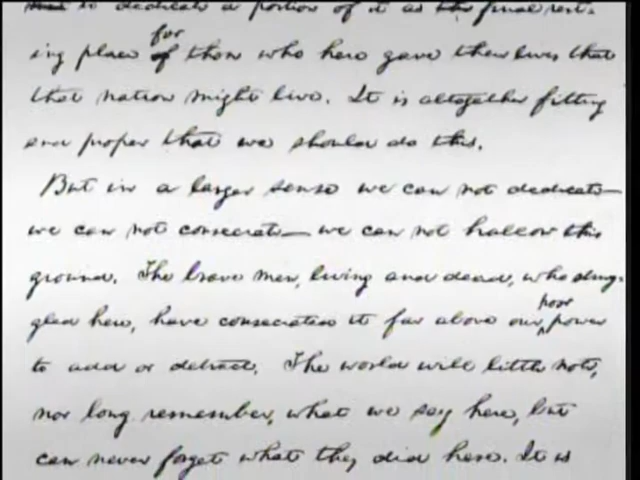 to dedicate a portion of it as the final rest-
for
ing place of those who here gave their lives that
that nation might live. It is altogether fitting
and proper that we should do this.
But in a larger sense we can not dedicate—
we can not consecrate— we can not hallow this
ground. The brave men, living and dead, who strug-
poor
gled here, have consecrated it far above our power
to add or detract. The world will little note,
nor long remember, what we say here, but
can never forget what they did here. It is